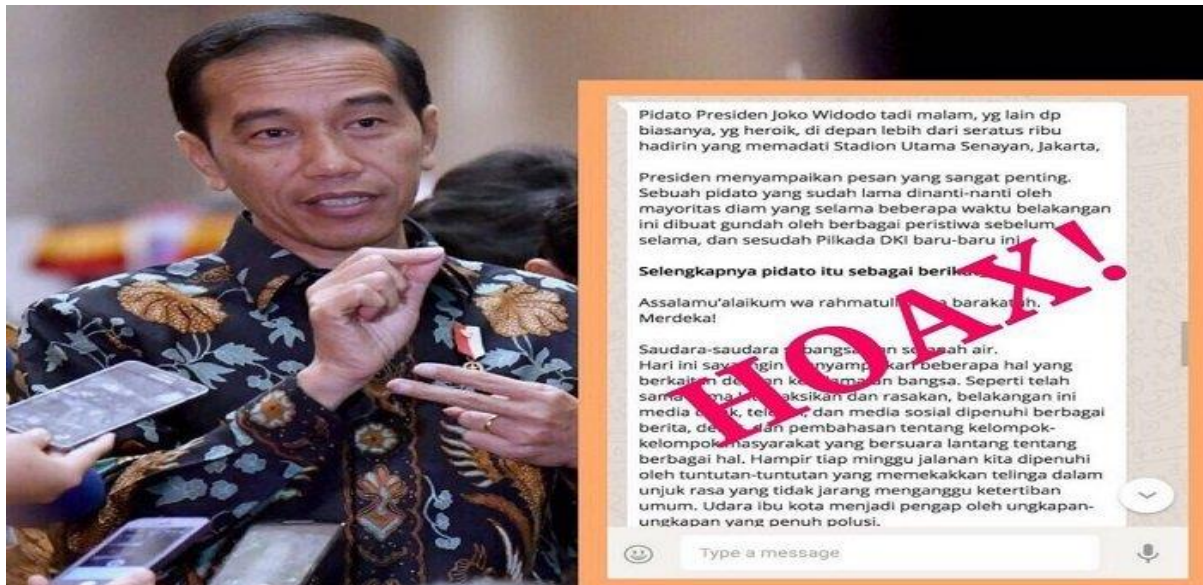 Pidato Presiden Joko Widodo tadi malam, yg lain dp
biasanya, yg heroik, di depan lebih dari seratus ribu
hadirin yang memadati Stadion Utama Senayan, Jakarta,
Presiden menyampaikan pesan yang sangat penting.
Sebuah pidato yang sudah lama dinanti-nanti oleh
mayoritas diam yang selama beberapa waktu belakangan
ini dibuat gundah oleh berbagai peristiwa sebelum
selama, dan sesudah Pilkada DKI baru-baru ini
Selengkapnya pidato itu sebagai
Assalamu'alaikum wa barakatuh.
Merdeka!
Saudara-saudara air.
Hari ini beberapa hal yang
bangsa. Seperti telah
dan rasakan, belakangan ini
media dan media sosial dipenuhi berbagai
berita, dan pembahasan tentang kelompok-
kelompok masyarakat yang bersuara lantang tentang
berbagai hal. Hampir tiap minggu jalanan kita dipenuhi
oleh tuntutan-tuntutan yang memekakkan telinga dalam
unjuk rasa yang tidak jarang menganggu ketertiban
umum. Udara ibu kota menjadi pengap oleh ungkapan-
ungkapan yang penuh polusi.
HOAX!
Type a message